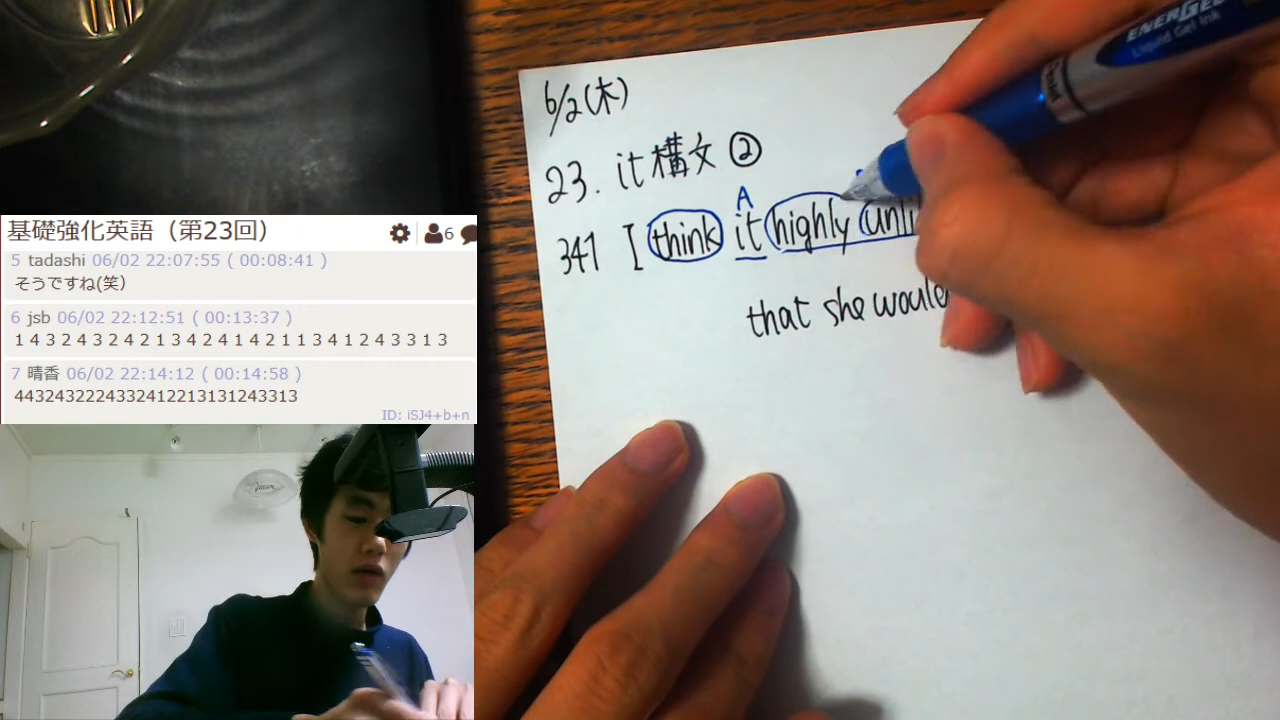 基礎強化英語（第23回） 6
5 tadashi 06/02 22:07:55 ( 00:08:41 )
そうですね(笑)
6 jsb 06/02 22:12:51 ( 00:13:37 )
1 4 3 2 4 3 2 4 2 1 3 4 2 4 1 4 2 1 1 3 4 1 2 4 3 3 1 3
7 晴香 06/02 22:14:12 ( 00:14:58 )
4432432224332412213131243313
ID: iSJ4+b+n
6/2(木)
23. it構文 ②
A
347 I think it highly unli
that she would
ENERGEL
Liquid Gel Ink
Pentel